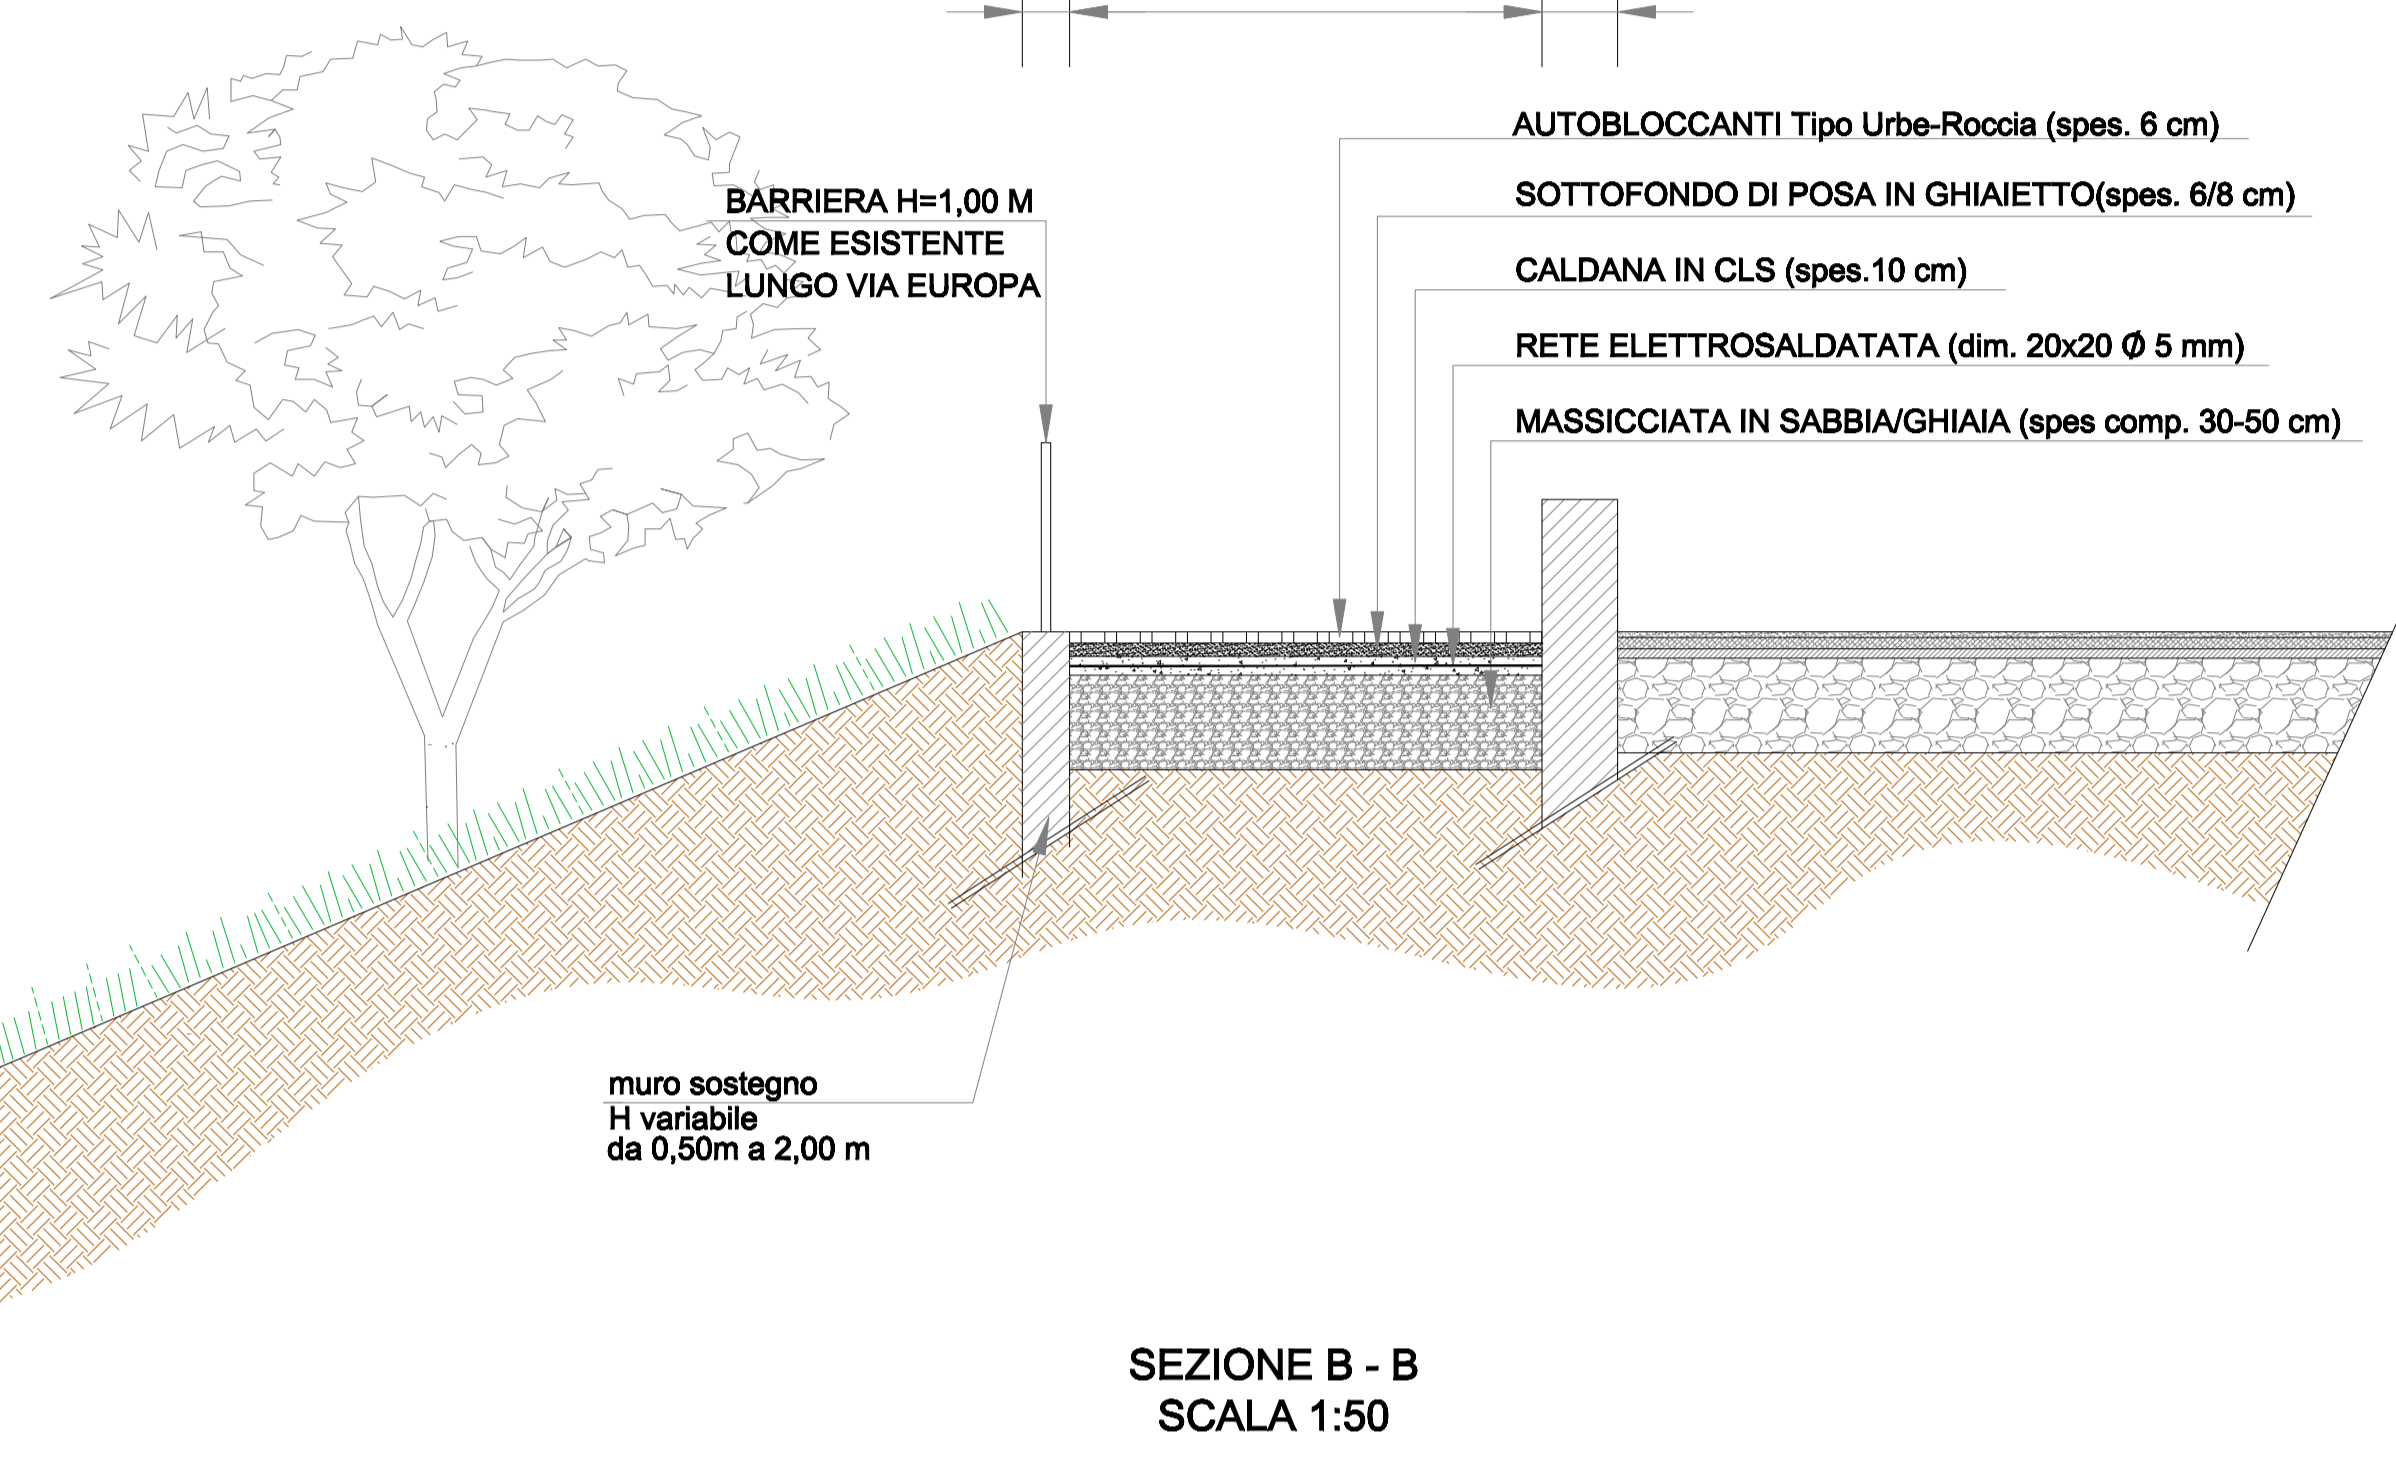 AUTOBLOCCANTI Tipo Urbe-Roccia (spes. 6 cm)
SOTTOFONDO DI POSA IN GHIAIETTO(spes. 6/8 cm)
CALDANA IN CLS (spes.10 cm)
RETE ELETTROSALDATATA (dim. 20x20 Ø 5 mm)
MASSICCIATA IN SABBIA/GHIAIA (spes comp. 30-50 cm)
BARRIERA H=1,00 M
COME ESISTENTE
LUNGO VIA EUROPA
muro sostegno
H variabile
da 0,50m a 2,00 m
SEZIONE B - B
SCALA 1:50